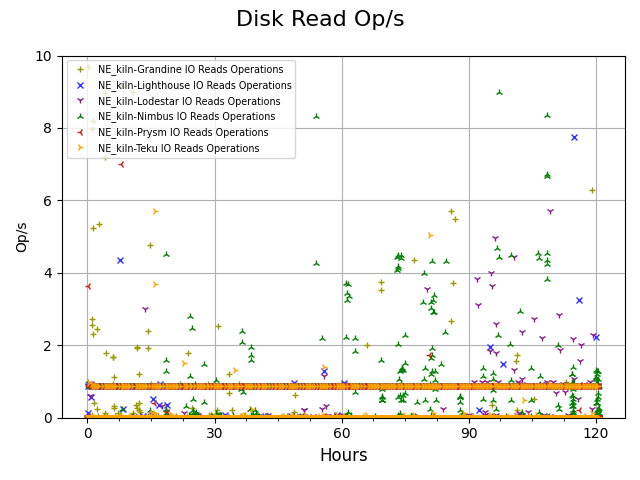 Disk Read Op/s
10
8
6
4
2
0
Op/s
NE_kiln-Grandine IO Reads Operations
NE_kiln-Lighthouse IO Reads Operations
NE_kiln-Lodestar IO Reads Operations
NE_kiln-Nimbus IO Reads Operations
NE_kiln-Prysm IO Reads Operations
NE_kiln-Teku IO Reads Operations
0 30 60 90 120
Hours